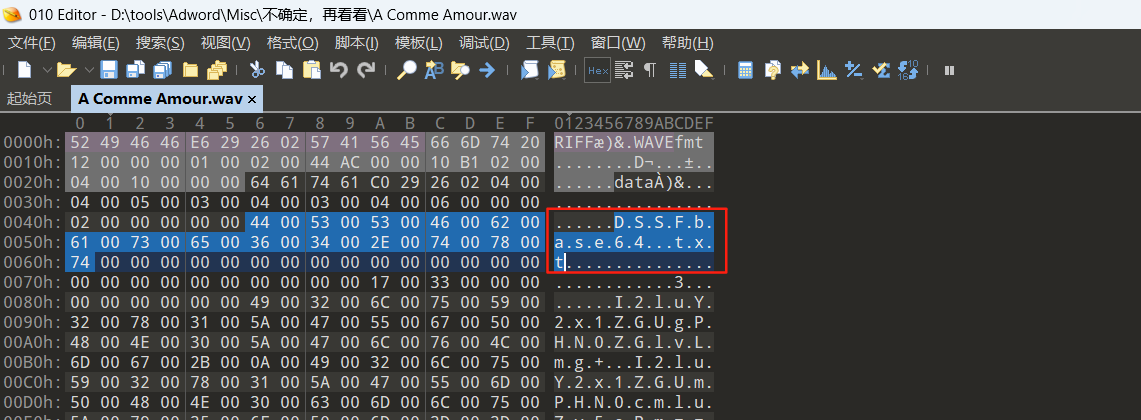 010 Editor - D:\tools\Adword\Misc\不确定，再看看\A Comme Amour.wav
文件(F) 编辑(E) 搜索(S) 视图(V) 格式(O) 脚本(I) 模板(L) 调试(D) 工具(T) 窗口(W) 帮助(H)
Hex
起始页 A Comme Amour.wav ×
0 1 2 3 4 5 6 7 8 9 A B C D E F 0123456789ABCDEF
0000h: 52 49 46 46 E6 29 26 02 57 41 56 45 66 6D 74 20 RIFFæ)&.WAVEfmt
0010h: 12 00 00 00 01 00 02 00 44 AC 00 00 10 B1 02 00 ........D¬...±..
0020h: 04 00 10 00 00 00 64 61 74 61 C0 29 26 02 04 00 ......dataÀ)&...
0030h: 04 00 05 00 03 00 04 00 03 00 04 00 06 00 00 00 ................
0040h: 02 00 00 00 00 00 44 00 53 00 53 00 46 00 62 00 ......D.S.S.F.b.
0050h: 61 00 73 00 65 00 36 00 34 00 2E 00 74 00 78 00 a.s.e.6.4...t.x.
0060h: 74 00 00 00 00 00 00 00 00 00 00 00 00 00 00 00 t...............
0070h: 00 00 00 00 00 00 00 00 00 00 17 00 33 00 00 00 ............3...
0080h: 00 00 00 00 00 00 49 00 32 00 6C 00 75 00 59 00 ......I.2.l.u.Y.
0090h: 32 00 78 00 31 00 5A 00 47 00 55 00 67 00 50 00 2.x.1.Z.G.U.g.P.
00A0h: 48 00 4E 00 30 00 5A 00 47 00 6C 00 76 00 4C 00 H.N.0.Z.G.l.v.L.
00B0h: 6D 00 67 00 2B 00 0A 00 49 00 32 00 6C 00 75 00 m.g.+...I.2.l.u.
00C0h: 59 00 32 00 78 00 31 00 5A 00 47 00 55 00 6D 00 Y.2.x.1.Z.G.U.m.
00D0h: 50 00 48 00 4E 00 30 00 63 00 6D 00 6C 00 75 00 P.H.N.0.c.m.l.u.